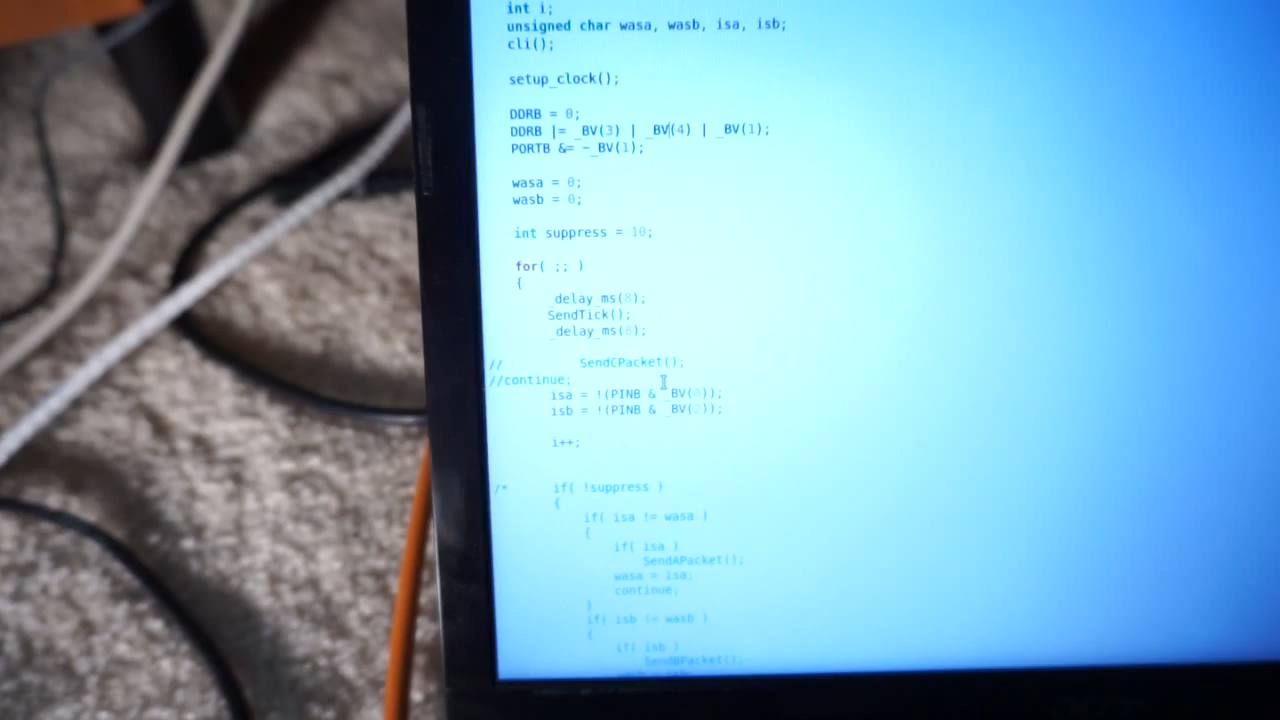 int i;
unsigned char wasa, wasb, isa, isb;
cli();
setup_clock();
DDRB = 0;
DDRB |= _BV(3) | _BV(4) | _BV(1);
PORTB &= ~_BV(1);
wasa = 0;
wasb = 0;
int suppress = 10;
for( ;; )
{
_delay_ms(8);
SendTick();
_delay_ms(8);
// SendCPacket();
//continue;
isa = !(PINB & _BV(0));
isb = !(PINB & _BV(2));
i++;
/* if( !suppress )
{
if( isa != wasa )
{
if( isa )
SendAPacket();
wasa = isa;
continue;
}
if( isb != wasb )
{
if( isb )
SendBPacket();